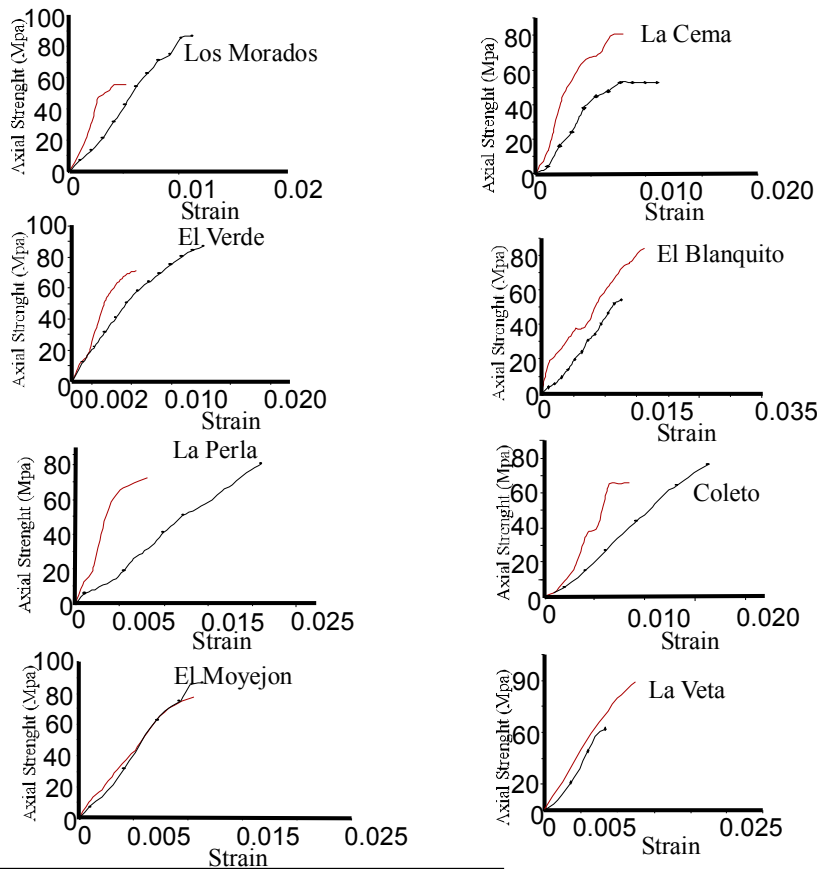 100
80
60
40
20
0
Axial Strenght (Mpa)
Los Morados
0
0.01
0.02
Strain
80
60
40
20
0
Axial Strenght (Mpa)
La Cema
0
0.010
0.020
Strain
100
80
60
40
20
0
Axial Strenght (Mpa)
El Verde
00.002
0.010
0.020
Strain
80
60
40
20
0
Axial Strenght (Mpa)
El Blanquito
0
0.015
0.035
Strain
80
60
40
20
0
Axial Strenght (Mpa)
La Perla
0
0.005
0.015
0.025
Strain
80
60
40
20
0
Axial Strenght (Mpa)
Coleto
0
0.010
0.020
Strain
100
80
60
40
20
0
Axial Strenght (Mpa)
El Moyejon
0
0.005
0.015
0.025
Strain
90
60
20
0
Axial Strenght (Mpa)
La Veta
0
0.005
0.025
Strain